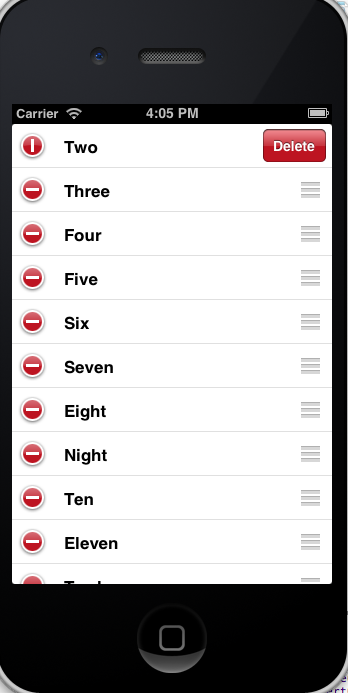 Carrier 4:05 PM
Two Delete
Three
Four
Five
Six
Seven
Eight
Night
Ten
Eleven